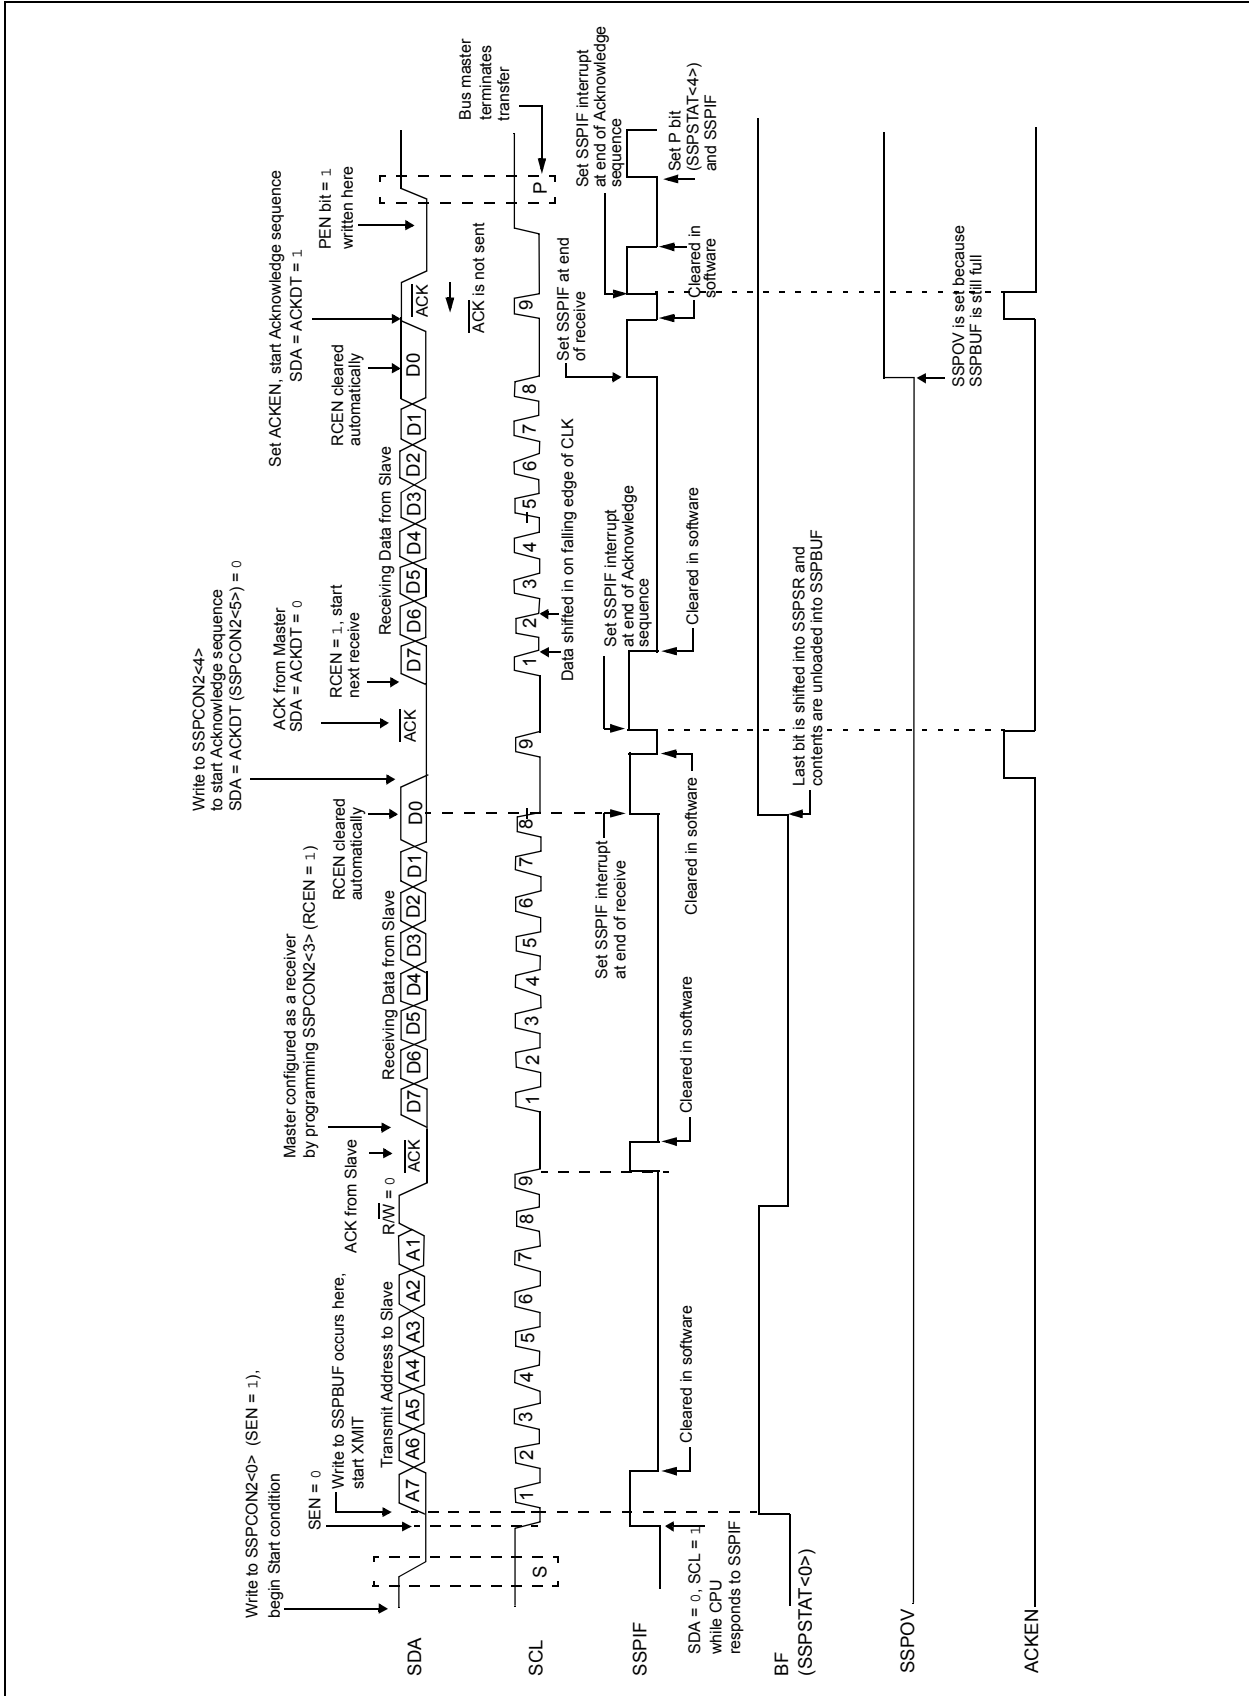 Write to SSPCON2<4>
to start Acknowledge sequence
SDA = ACKDT (SSPCON2<5>) = 0
Set ACKEN, start Acknowledge sequence
SDA = ACKDT = 1
Write to SSPCON2<0> (SEN = 1),
begin Start condition
Master configured as a receiver
by programming SSPCON2<3> (RCEN = 1)
ACK from Master
SDA = ACKDT = 0
PEN bit = 1
written here
SEN = 0
Write to SSPBUF occurs here,
start XMIT
ACK from Slave
RCEN cleared
automatically
RCEN = 1, start
next receive
RCEN cleared
automatically
Transmit Address to Slave
R/W = 0
Receiving Data from Slave
Receiving Data from Slave
SDA
A7 A6 A5 A4 A3 A2 A1
ACK
D7 D6 D5 D4 D3 D2 D1 D0
ACK
D7 D6 D5 D4 D3 D2 D1 D0
ACK
ACK is not sent
Bus master
terminates
transfer
SCL
S
1 2 3 4 5 6 7 8 9
1 2 3 4 5 6 7 8 9
1 2 3 4 5 6 7 8 9
P
Data shifted in on falling edge of CLK
Set SSPIF interrupt
at end of receive
Set SSPIF interrupt
at end of Acknowledge
sequence
Set SSPIF at end
of receive
Set SSPIF interrupt
at end of Acknowledge
sequence
SSPIF
SDA = 0, SCL = 1
while CPU
responds to SSPIF
Cleared in software
Cleared in software
Cleared in software
Cleared in software
Cleared in
software
Set P bit
(SSPSTAT<4>)
and SSPIF
BF
(SSPSTAT<0>)
Last bit is shifted into SSPSR and
contents are unloaded into SSPBUF
SSPOV
SSPOV is set because
SSPBUF is still full
ACKEN